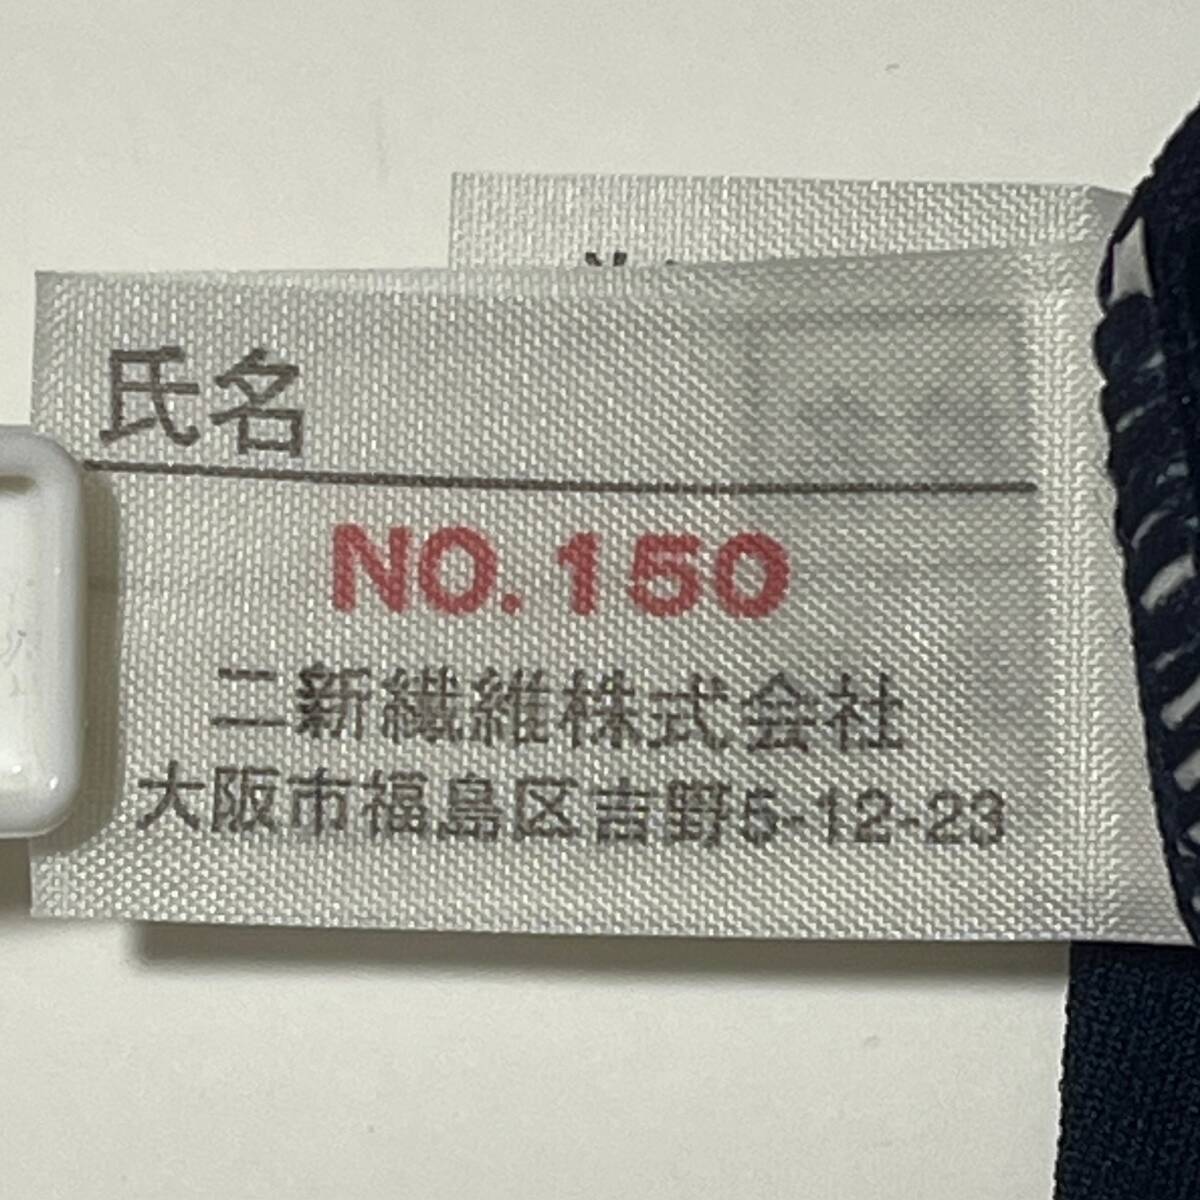 氏名
NO.150
二新繊維株式会社
大阪市福島区吉野5-12-23